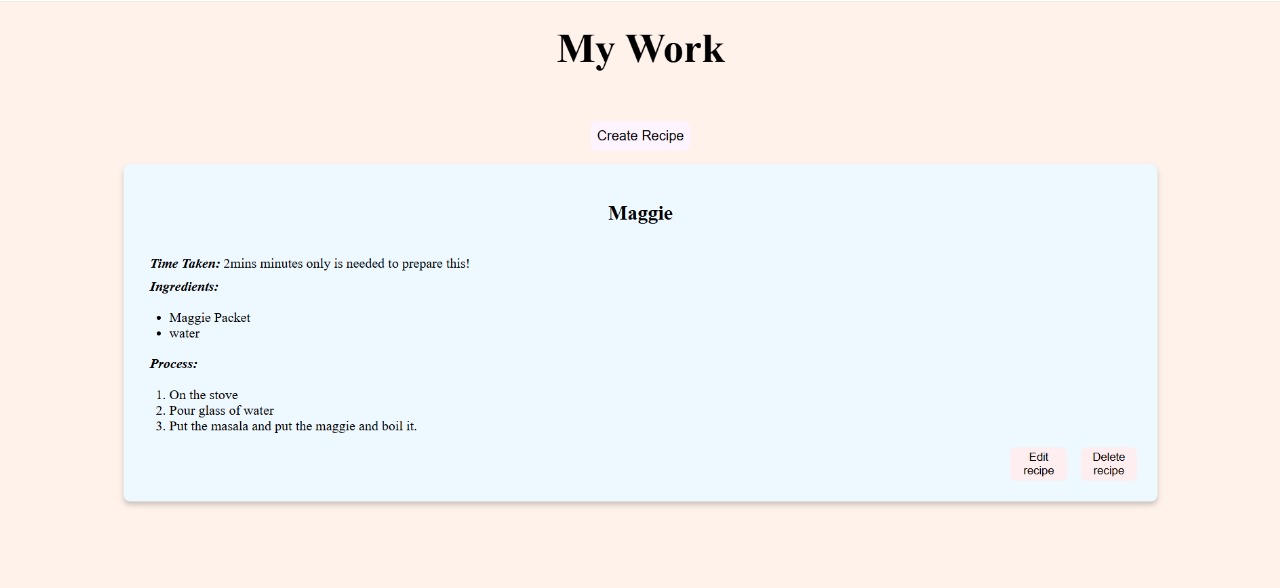 My Work
Create Recipe
Maggie
Time Taken: 2mins minutes only is needed to prepare this!
Ingredients:
• Maggie Packet
• water
Process:
1. On the stove
2. Pour glass of water
3. Put the masala and put the maggie and boil it.
Edit
recipe
Delete
recipe